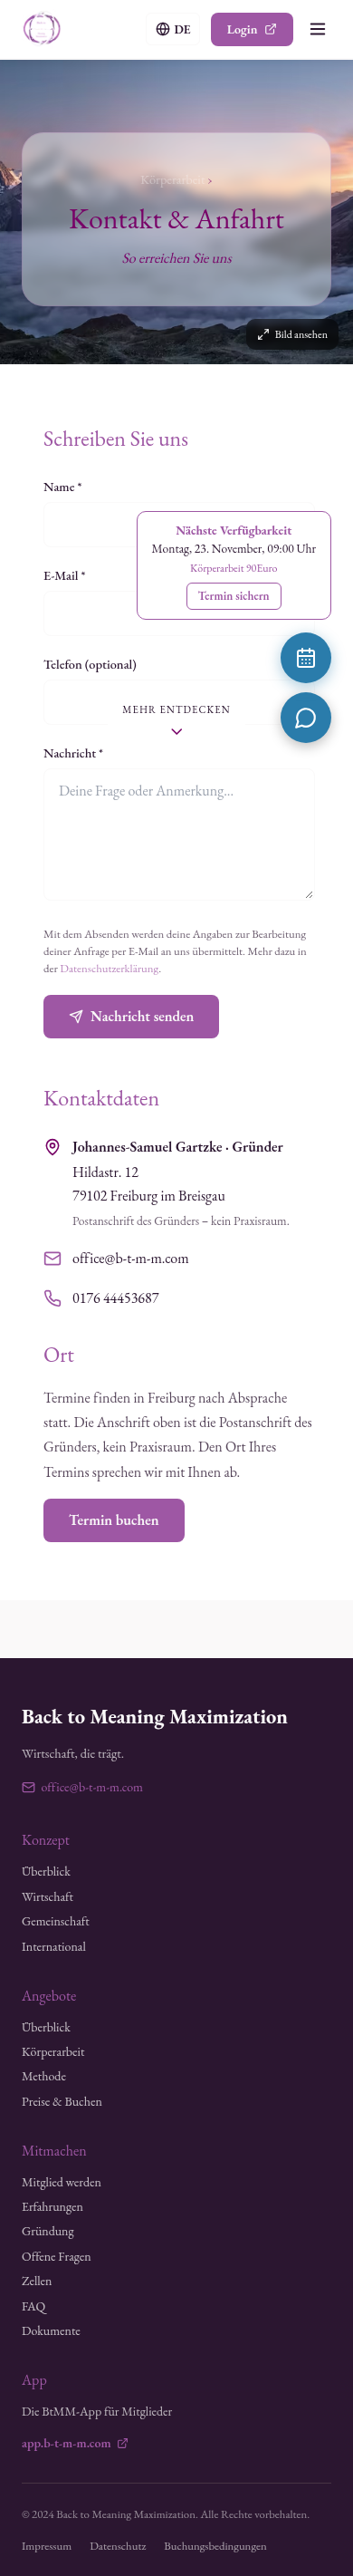 DE
Login
Körperarbeit ›
Kontakt & Anfahrt
So erreichen Sie uns
Bild ansehen
Schreiben Sie uns
Name *
Nächste Verfügbarkeit
Montag, 23. November, 09:00 Uhr
Körperarbeit 90Euro
Termin sichern
E-Mail *
Telefon (optional)
MEHR ENTDECKEN
Nachricht *
Deine Frage oder Anmerkung...
Mit dem Absenden werden deine Angaben zur Bearbeitung
deiner Anfrage per E-Mail an uns übermittelt. Mehr dazu in
der Datenschutzerklärung.
Nachricht senden
Kontaktdaten
Johannes-Samuel Gartzke · Gründer
Hildastr. 12
79102 Freiburg im Breisgau
Postanschrift des Gründers – kein Praxisraum.
office@b-t-m-m.com
0176 44453687
Ort
Termine finden in Freiburg nach Absprache
statt. Die Anschrift oben ist die Postanschrift des
Gründers, kein Praxisraum. Den Ort Ihres
Termins sprechen wir mit Ihnen ab.
Termin buchen
Back to Meaning Maximization
Wirtschaft, die trägt.
office@b-t-m-m.com
Konzept
Überblick
Wirtschaft
Gemeinschaft
International
Angebote
Überblick
Körperarbeit
Methode
Preise & Buchen
Mitmachen
Mitglied werden
Erfahrungen
Gründung
Offene Fragen
Zellen
FAQ
Dokumente
App
Die BtMM-App für Mitglieder
app.b-t-m-m.com
© 2024 Back to Meaning Maximization. Alle Rechte vorbehalten.
Impressum Datenschutz Buchungsbedingungen